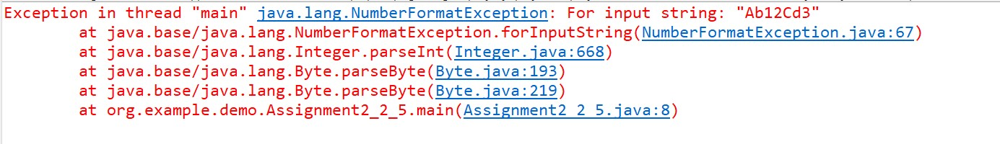 Exception in thread "main" java.lang.NumberFormatException: For input string: "Ab12Cd3"
at java.base/java.lang.NumberFormatException.forInputString(NumberFormatException.java:67)
at java.base/java.lang.Integer.parseInt(Integer.java:668)
at java.base/java.lang.Byte.parseByte(Byte.java:193)
at java.base/java.lang.Byte.parseByte(Byte.java:219)
at org.example.demo.Assignment2_2_5.main(Assignment2_2_5.java:8)